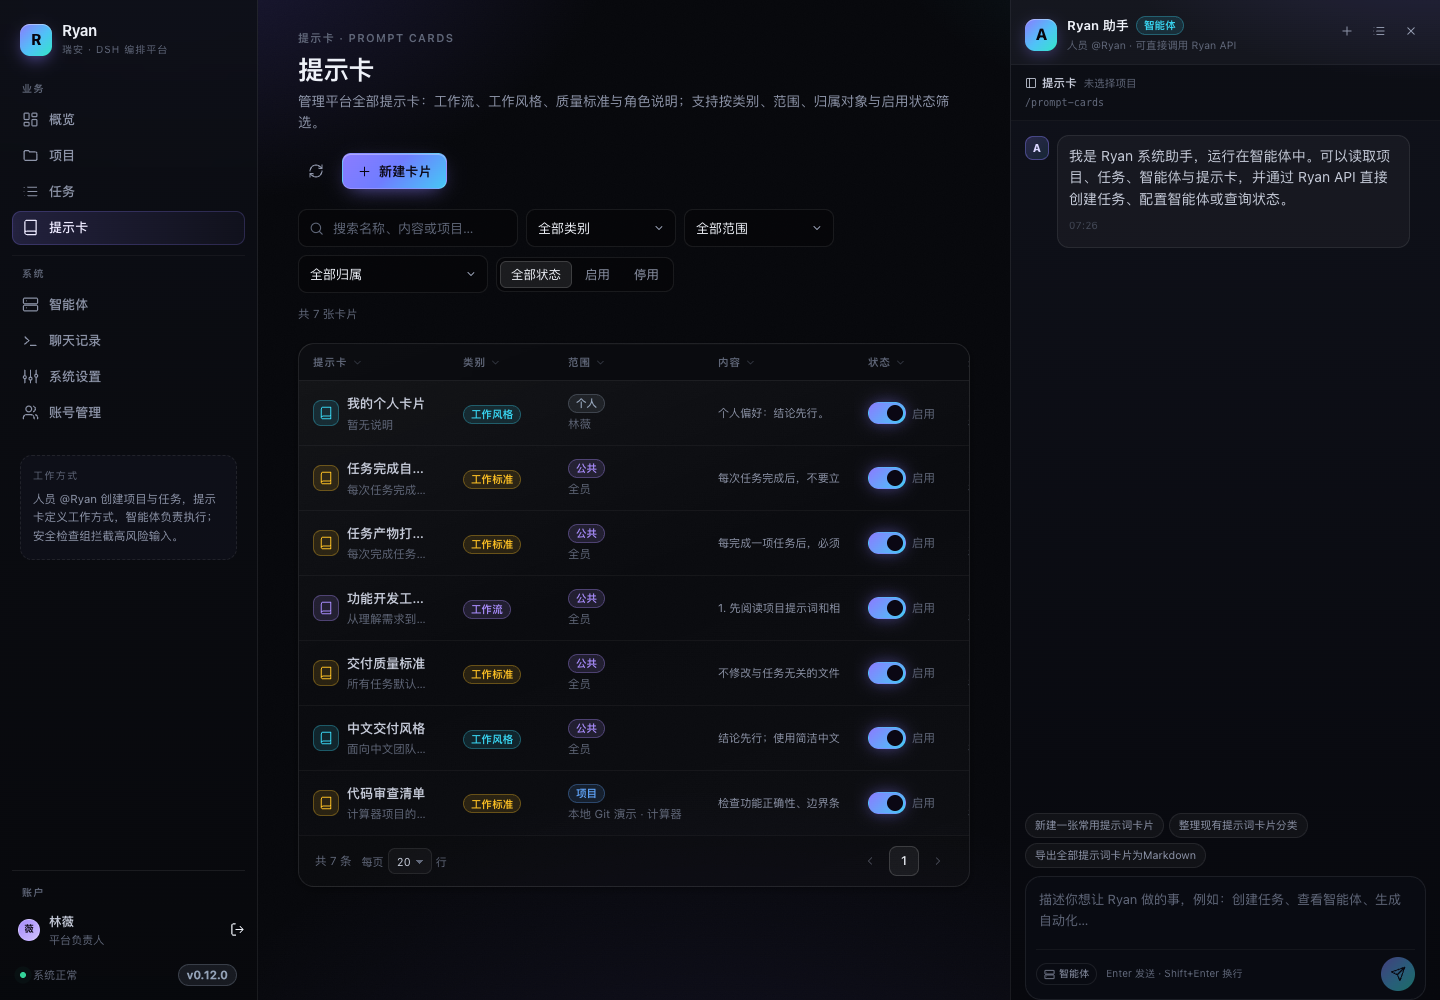 R
Ryan
瑞安 · DSH 编排平台
业务
概览
项目
任务
提示卡
系统
智能体
聊天记录
系统设置
账号管理
工作方式
人员 @Ryan 创建项目与任务，提示
卡定义工作方式，智能体负责执行；
安全检查组拦截高风险输入。
账户
薇
林薇
平台负责人
系统正常
v0.12.0
提示卡 · PROMPT CARDS
提示卡
管理平台全部提示卡：工作流、工作风格、质量标准与角色说明；支持按类别、范围、归属对象与启用状态筛
选。
新建卡片
搜索名称、内容或项目...
全部类别
全部范围
全部归属
全部状态
启用
停用
共 7 张卡片
提示卡
类别
范围
内容
状态
我的个人卡片
暂无说明
工作风格
个人
林薇
个人偏好：结论先行。
启用
任务完成自...
每次任务完成...
工作标准
公共
全员
每次任务完成后，不要立
启用
任务产物打...
每次完成任务...
工作标准
公共
全员
每完成一项任务后，必须
启用
功能开发工...
从理解需求到...
工作流
公共
全员
1. 先阅读项目提示词和相
启用
交付质量标准
所有任务默认...
工作标准
公共
全员
不修改与任务无关的文件
启用
中文交付风格
面向中文团队...
工作风格
公共
全员
结论先行；使用简洁中文
启用
代码审查清单
计算器项目的...
工作标准
项目
本地 Git 演示 · 计算器
检查功能正确性、边界条
启用
共 7 条
每页
20
行
1
A
Ryan 助手
智能体
人员 @Ryan · 可直接调用 Ryan API
提示卡
未选择项目
/prompt-cards
A
我是 Ryan 系统助手，运行在智能体中。可以读取项
目、任务、智能体与提示卡，并通过 Ryan API 直接
创建任务、配置智能体或查询状态。
07:26
新建一张常用提示词卡片
整理现有提示词卡片分类
导出全部提示词卡片为Markdown
描述你想让 Ryan 做的事，例如：创建任务、查看智能体、生成
自动化...
智能体
Enter 发送 · Shift+Enter 换行